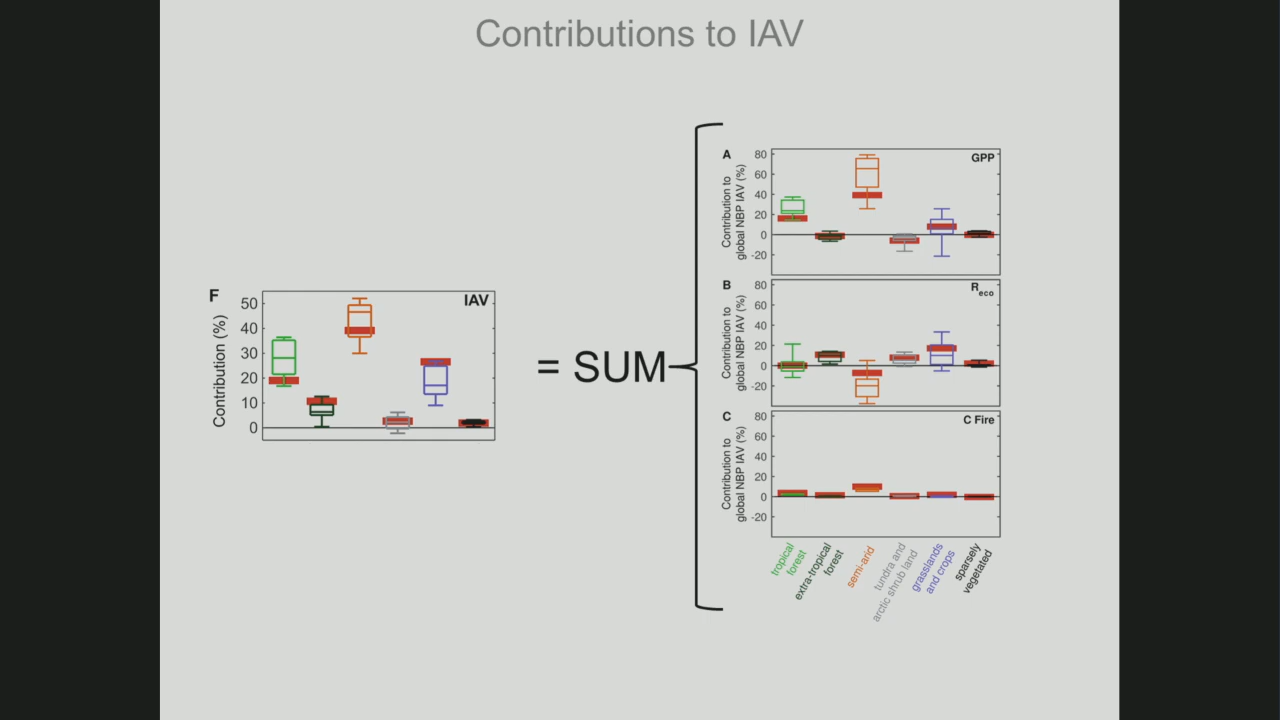 Contributions to IAV
F
IAV
Contribution (%)
50
40
30
20
10
0
= SUM
A
GPP
Contribution to
global NBP IAV (%)
80
60
40
20
0
-20
B
Reco
Contribution to
global NBP IAV (%)
80
60
40
20
0
-20
C
C Fire
Contribution to
global NBP IAV (%)
80
60
40
20
0
-20
tropical
forest
extra-tropical
forest
semi-arid
tundra and
arctic shrub land
grasslands
and crops
sparsely
vegetated